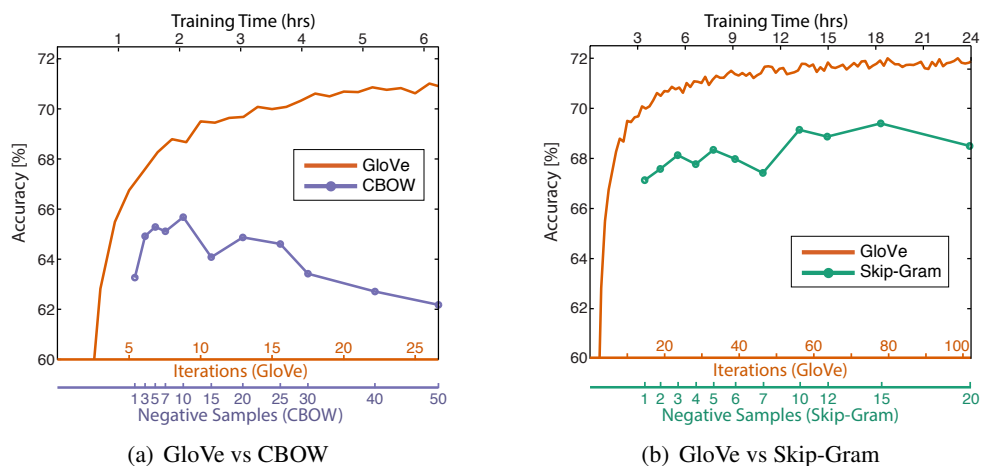 Training Time (hrs)
1 2 3 4 5 6
72
70
68
66
64
62
60
Accuracy [%]
GloVe
CBOW
5 10 15 20 25
Iterations (GloVe)
1 3 5 7 10 15 20 25 30 40 50
Negative Samples (CBOW)
(a) GloVe vs CBOW
Training Time (hrs)
3 6 9 12 15 18 21 24
72
70
68
66
64
62
60
Accuracy [%]
GloVe
Skip-Gram
20 40 60 80 100
Iterations (GloVe)
1 2 3 4 5 6 7 10 12 15 20
Negative Samples (Skip-Gram)
(b) GloVe vs Skip-Gram